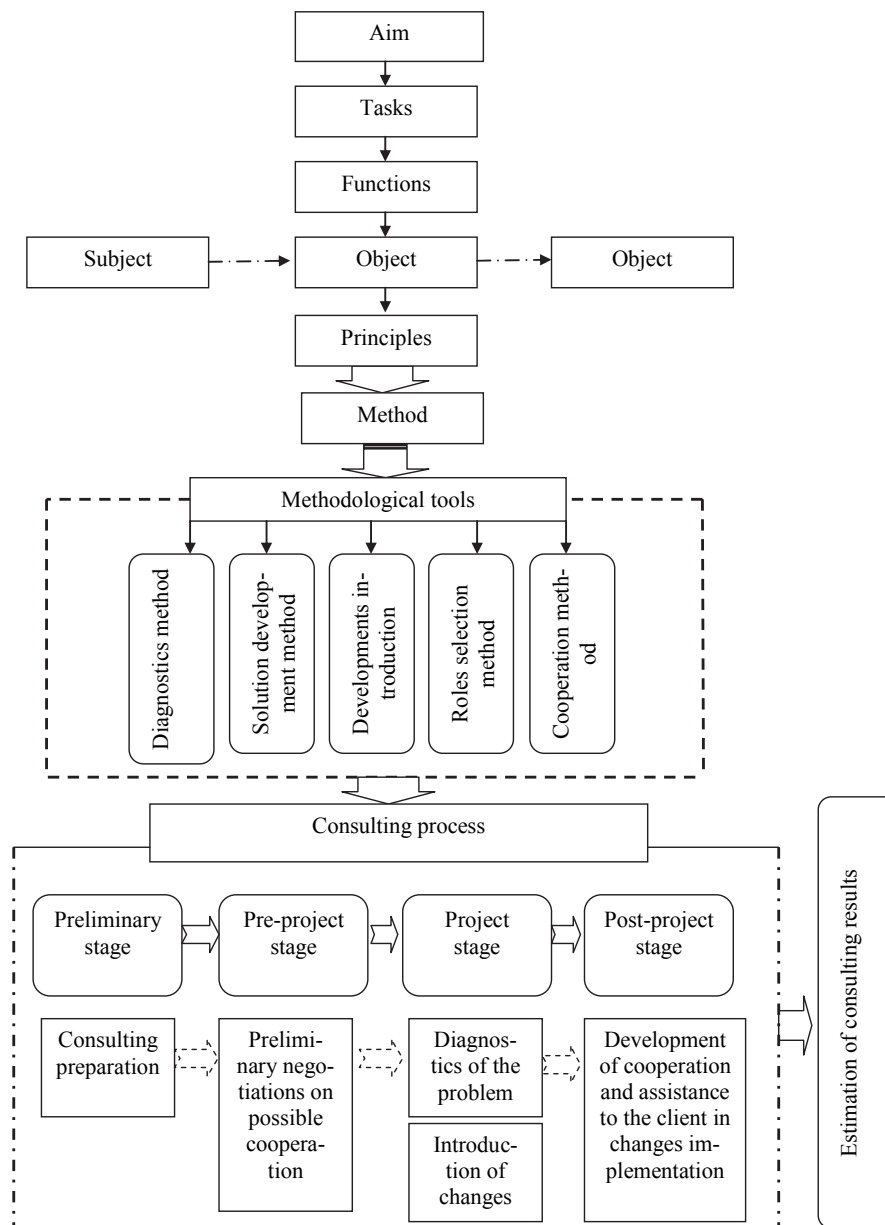 Aim
Tasks
Functions
Subject
Object
Object
Principles
Method
Methodological tools
Diagnostics method
Solution develop-
ment method
Developments in-
troduction
Roles selection
method
Cooperation meth-
od
Consulting process
Preliminary
stage
Pre-project
stage
Project
stage
Post-project
stage
Consulting
preparation
Prelimi-
nary nego-
tiations on
possible
coopera-
tion
Diagnos-
tics of the
problem
Introduc-
tion of
changes
Development
of cooperation
and assistance
to the client in
changes im-
plementation
Estimation of consulting results